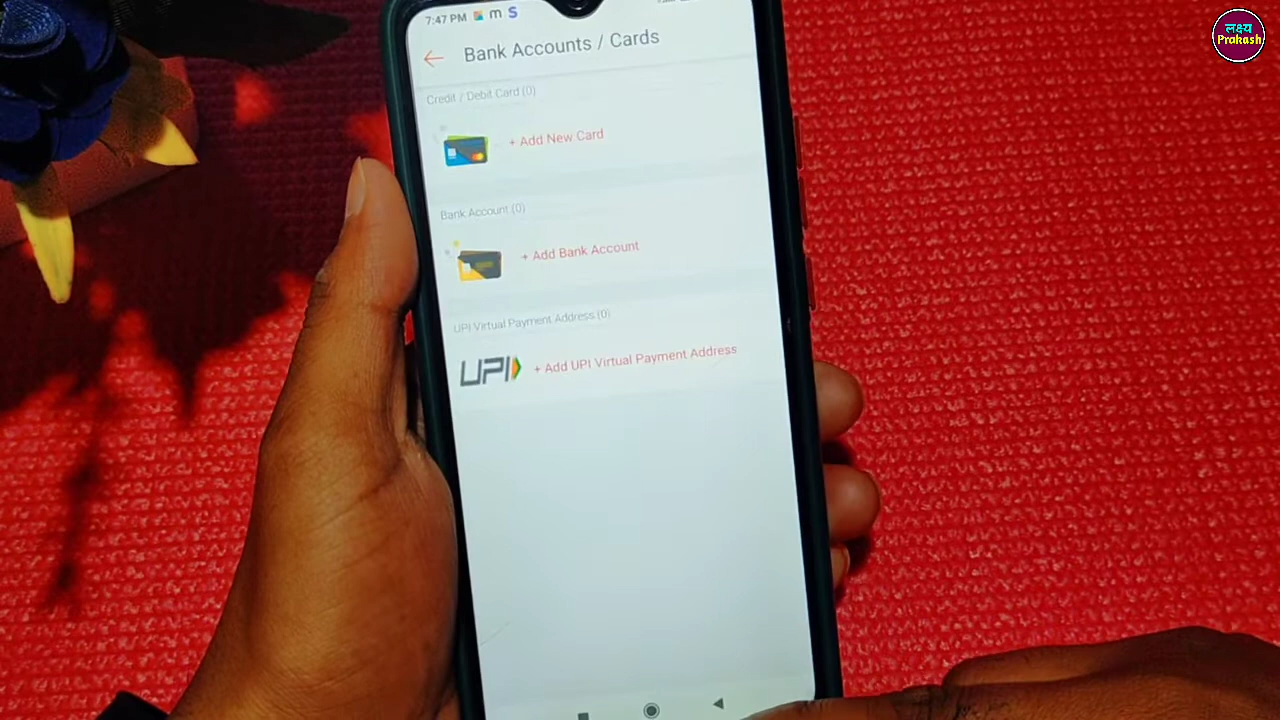 7:47 PM m S
लक्ष्य
Prakash
Bank Accounts / Cards
Credit / Debit Card (0)
+ Add New Card
Bank Account (0)
+ Add Bank Account
UPI Virtual Payment Address (0)
UPI + Add UPI Virtual Payment Address